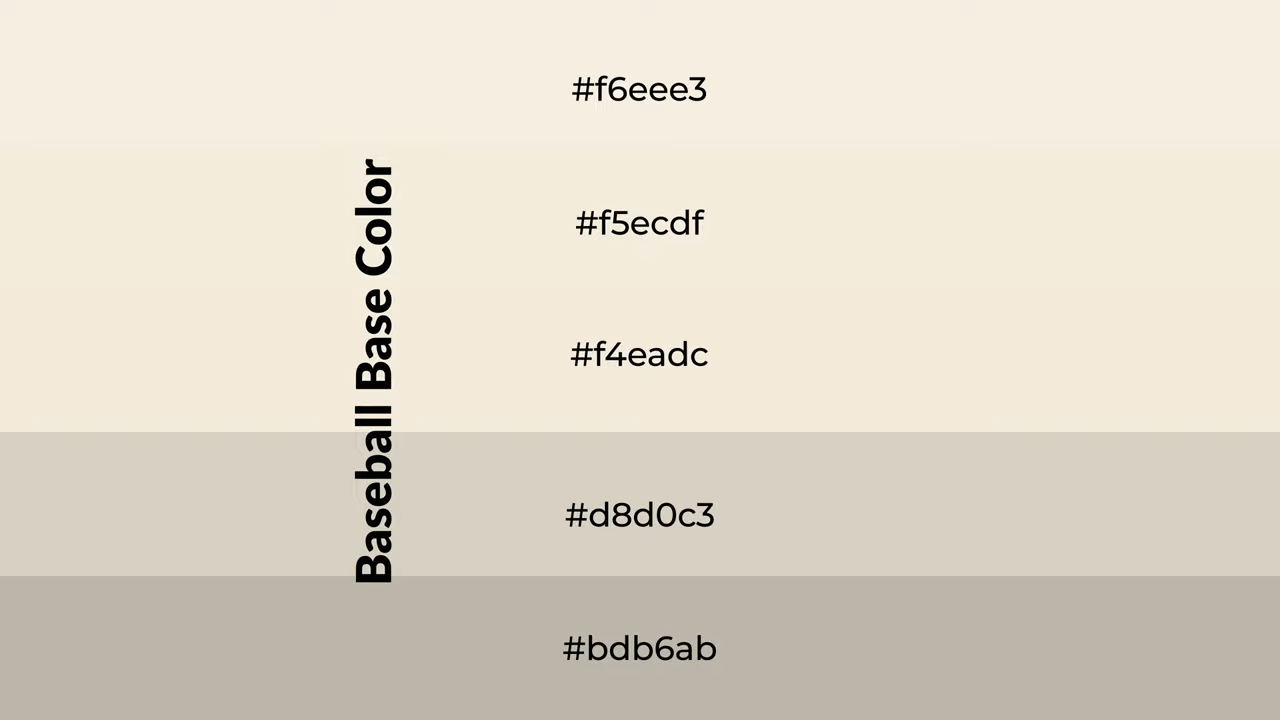 #f6eee3
#f5ecdf
#f4eadc
#d8d0c3
#bdb6ab
Baseball Base Color